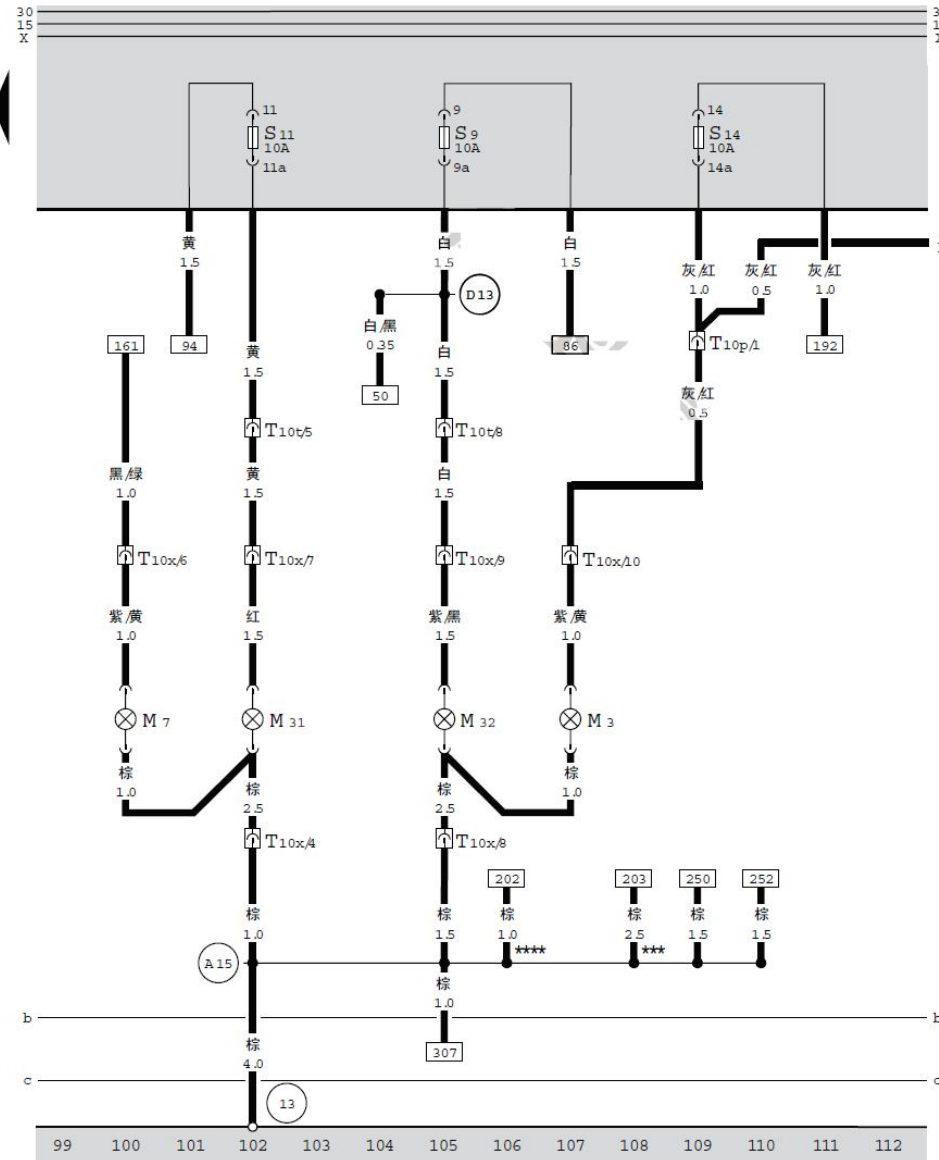 30 3
15 1
X
11 9 14
S11 S9 S14
10A 10A 10A
11a 9a 14a
黄 白 白
1.5 1.5 1.5
灰/红 灰/红 灰/红
1.0 0.5 1.0
D13
白/黑
0.35
161 94 黄 白 86 T10p/1 192
1.5 1.5
50 灰/红
0.5
T10t/5 T10t/8
黑/绿 黄 白
1.0 1.5 1.5
T10x/6 T10x/7 T10x/9 T10x/10
紫/黄 红 紫/黑 紫/黄
1.0 1.5 1.5 1.0
M7 M31 M32 M3
棕 棕
1.0 1.0
棕 棕
2.5 2.5
T10x/4 T10x/8
202 203 250 252
棕 棕 棕 棕 棕 棕
1.0 1.5 1.0 2.5 1.5 1.5
**** ***
A15
棕
1.0
b b
棕
4.0 307
c c
13
99 100 101 102 103 104 105 106 107 108 109 110 111 112